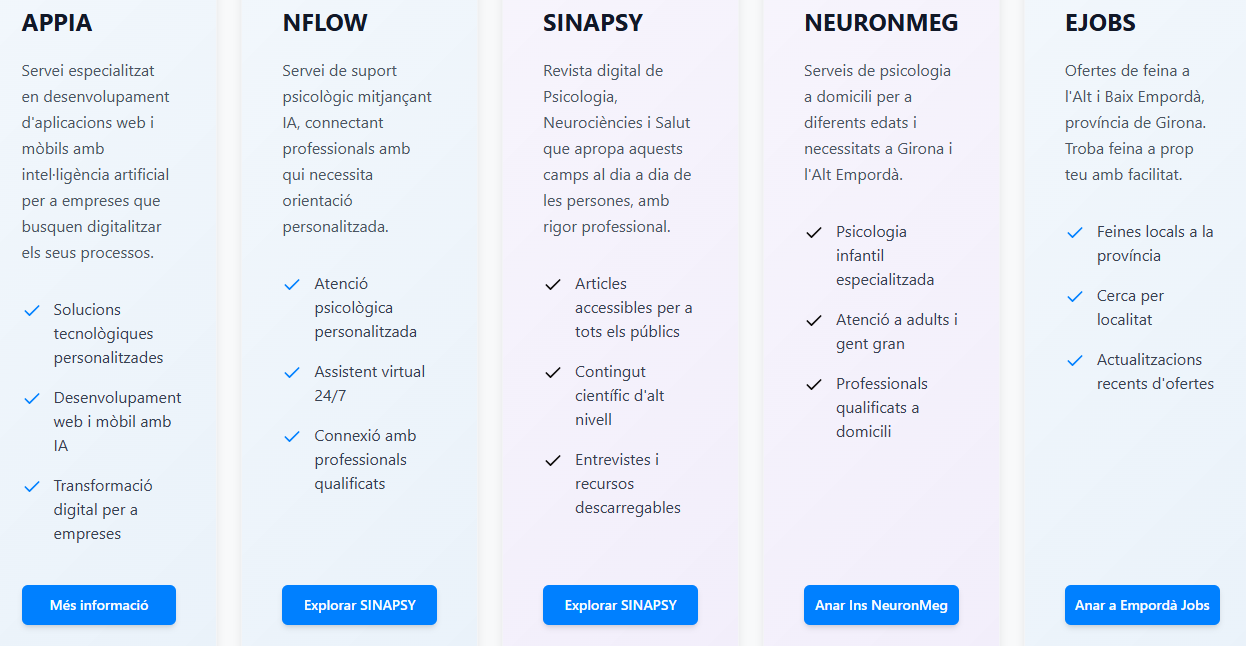 APPIA
Servei especialitzat
en desenvolupament
d'aplicacions web i
mòbils amb
intel·ligència artificial
per a empreses que
busquen digitalitzar
els seus processos.
Solucions
tecnològiques
personalitzades
Desenvolupament
web i mòbil amb
IA
Transformació
digital per a
empreses
Més informació
NFLOW
Servei de suport
psicològic mitjançant
IA, connectant
professionals amb
qui necessita
orientació
personalitzada.
Atenció
psicològica
personalitzada
Assistent virtual
24/7
Connexió amb
professionals
qualificats
Explorar SINAPSY
SINAPSY
Revista digital de
Psicologia,
Neurociències i Salut
que apropa aquests
camps al dia a dia de
les persones, amb
rigor professional.
Articles
accessibles per a
tots els públics
Contingut
científic d'alt
nivell
Entrevistes i
recursos
descarregables
Explorar SINAPSY
NEURONMEG
Serveis de psicologia
a domicili per a
diferents edats i
necessitats a Girona i
l'Alt Empordà.
Psicologia
infantil
especialitzada
Atenció a adults i
gent gran
Professionals
qualificats a
domicili
Anar Ins NeuronMeg
EJOBS
Ofertes de feina a
l'Alt i Baix Empordà,
província de Girona.
Troba feina a prop
teu amb facilitat.
Feines locals a la
província
Cerca per
localitat
Actualitzacions
recents d'ofertes
Anar a Empordà Jobs